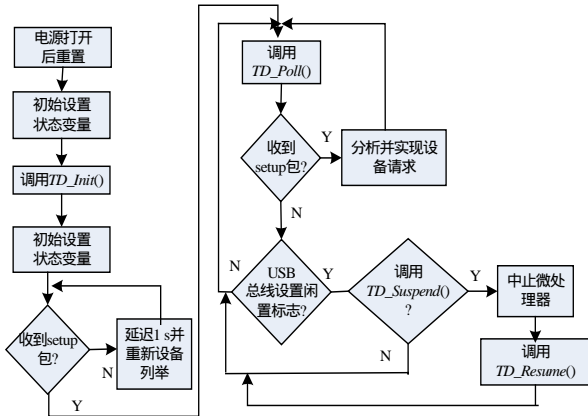 电源打开
后重置
初始设置
状态变量
调用TD_Init()
初始设置
状态变量
收到setup
包?
N
Y
延迟1 s并
重新设备
列举
调用
TD_Poll()
收到
setup包?
Y
N
分析并实现设
备请求
N
USB
总线设置闲
置标志?
Y
调用
TD_Suspend()
?
Y
N
中止微处
理器
调用
TD_Resume()